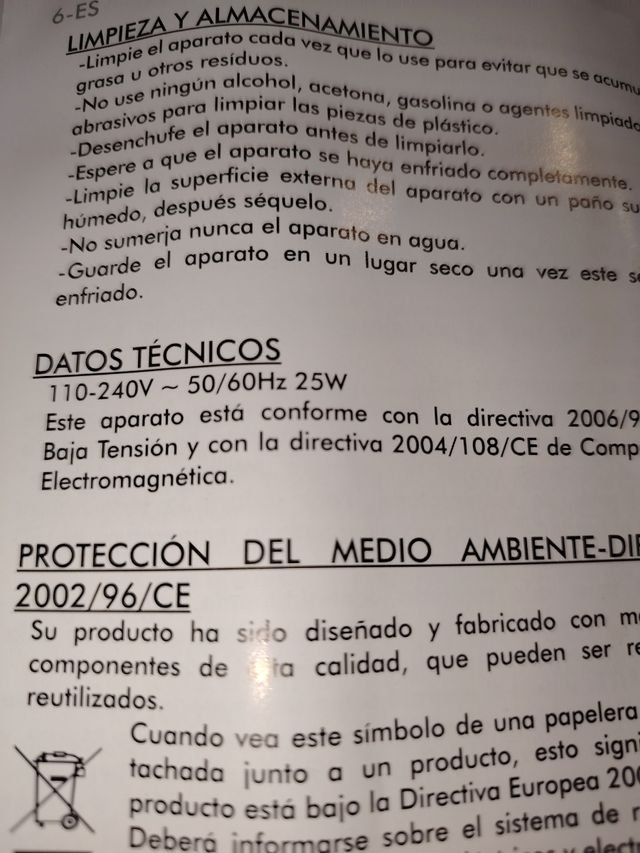 6-ES
LIMPIEZA Y ALMACENAMIENTO
-Limpie el aparato cada vez que lo use para evitar que se acumu
grasa u otros resíduos.
-No use ningún alcohol, acetona, gasolina o agentes limpiado
abrasivos para limpiar las piezas de plástico.
-Desenchufe el aparato antes de limpiarlo.
-Espere a que el aparato se haya enfriado completamente.
-Limpie la superficie externa del aparato con un paño su
húmedo, después séquelo.
-No sumerja nunca el aparato en agua.
-Guarde el aparato en un lugar seco una vez este se
enfriado.
DATOS TÉCNICOS
110-240V ~ 50/60Hz 25W
Este aparato está conforme con la directiva 2006/9
Baja Tensión y con la directiva 2004/108/CE de Comp
Electromagnética.
PROTECCIÓN DEL MEDIO AMBIENTE-DIR
2002/96/CE
Su producto ha sido diseñado y fabricado con m
componentes de calidad, que pueden ser re
reutilizados.
Cuando vea este símbolo de una papelera
tachada junto a un producto, esto signi
producto está bajo la Directiva Europea 200
Deberá informarse sobre el sistema de r